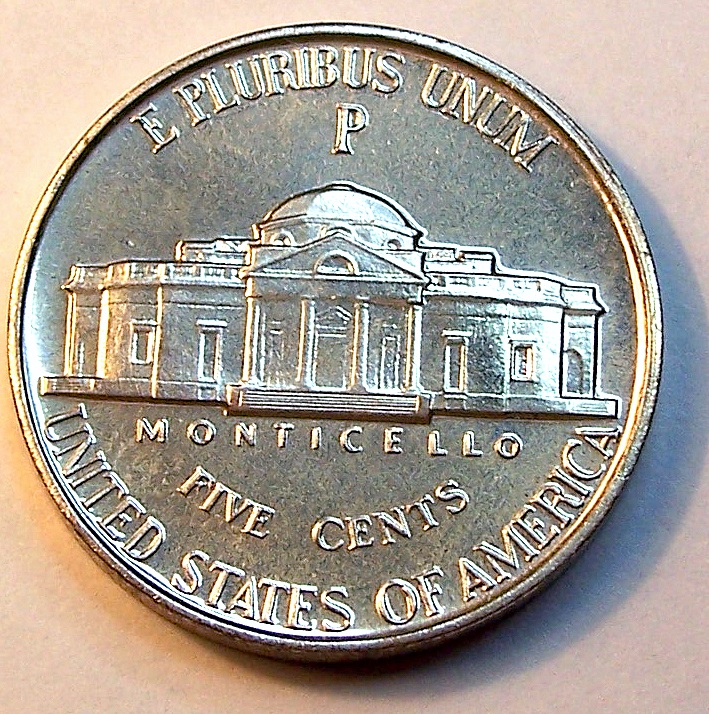 E PLURIBUS UNUM
P
MONTICELLO
FIVE CENTS
UNITED STATES OF AMERICA